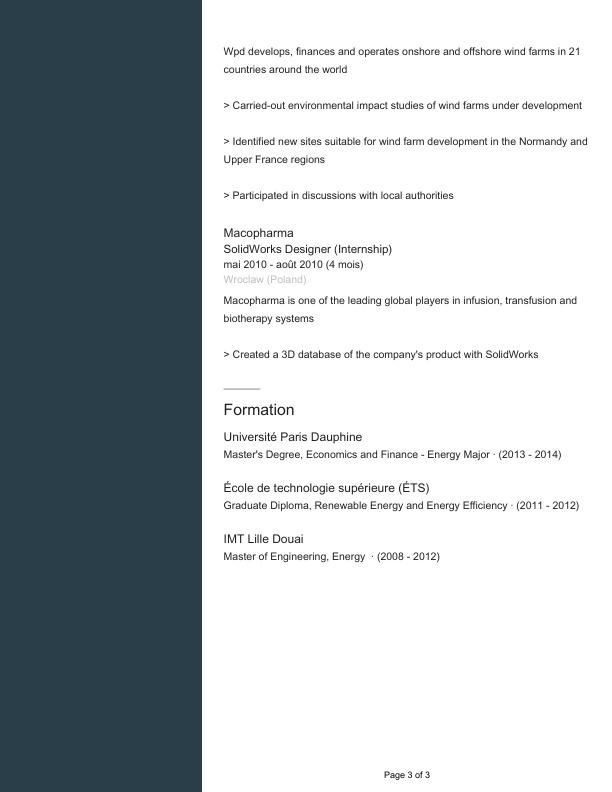 Wpd develops, finances and operates onshore and offshore wind farms in 21
countries around the world
> Carried-out environmental impact studies of wind farms under development
> Identified new sites suitable for wind farm development in the Normandy and
Upper France regions
> Participated in discussions with local authorities
Macopharma
SolidWorks Designer (Internship)
mai 2010 - août 2010 (4 mois)
Wroclaw (Poland)
Macopharma is one of the leading global players in infusion, transfusion and
biotherapy systems
> Created a 3D database of the company's product with SolidWorks
Formation
Université Paris Dauphine
Master's Degree, Economics and Finance - Energy Major · (2013 - 2014)
École de technologie supérieure (ÉTS)
Graduate Diploma, Renewable Energy and Energy Efficiency · (2011 - 2012)
IMT Lille Douai
Master of Engineering, Energy · (2008 - 2012)
Page 3 of 3